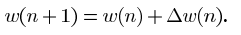 w(n + 1) = w(n) + Δw(n).